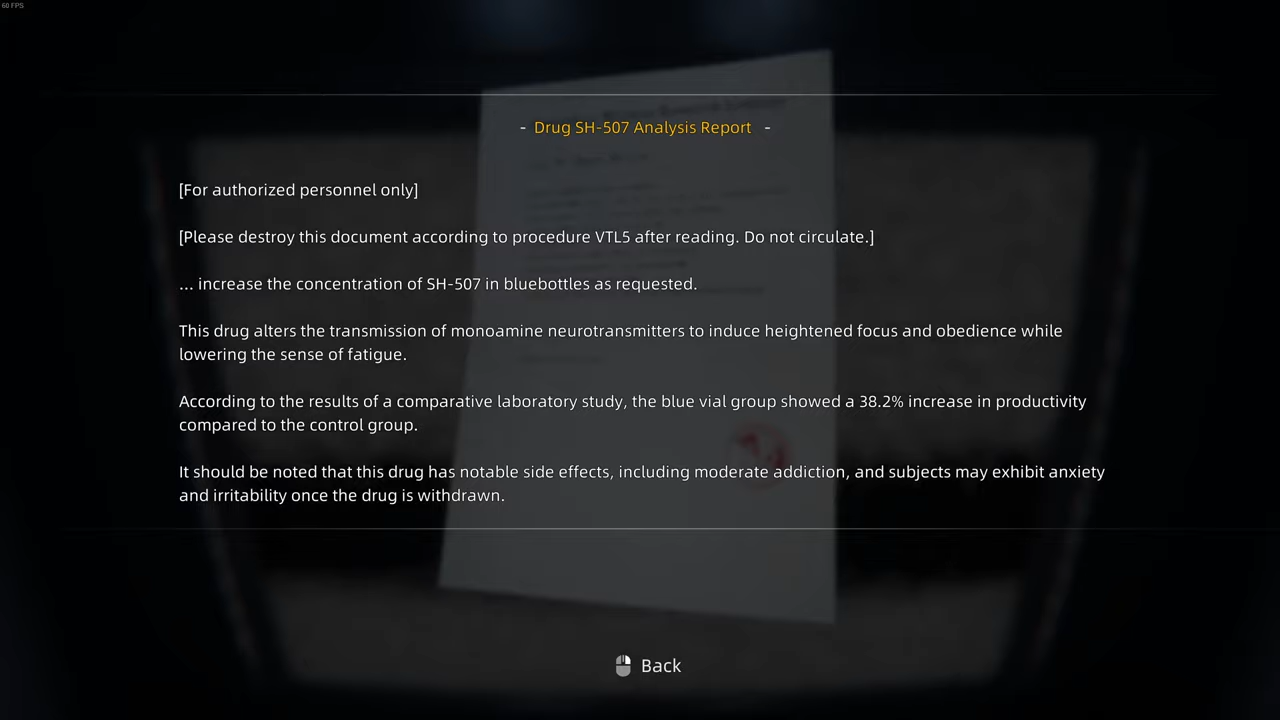 60 FPS
- Drug SH-507 Analysis Report -
[For authorized personnel only]
[Please destroy this document according to procedure VTL5 after reading. Do not circulate.]
... increase the concentration of SH-507 in bluebottles as requested.
This drug alters the transmission of monoamine neurotransmitters to induce heightened focus and obedience while
lowering the sense of fatigue.
According to the results of a comparative laboratory study, the blue vial group showed a 38.2% increase in productivity
compared to the control group.
It should be noted that this drug has notable side effects, including moderate addiction, and subjects may exhibit anxiety
and irritability once the drug is withdrawn.
Back